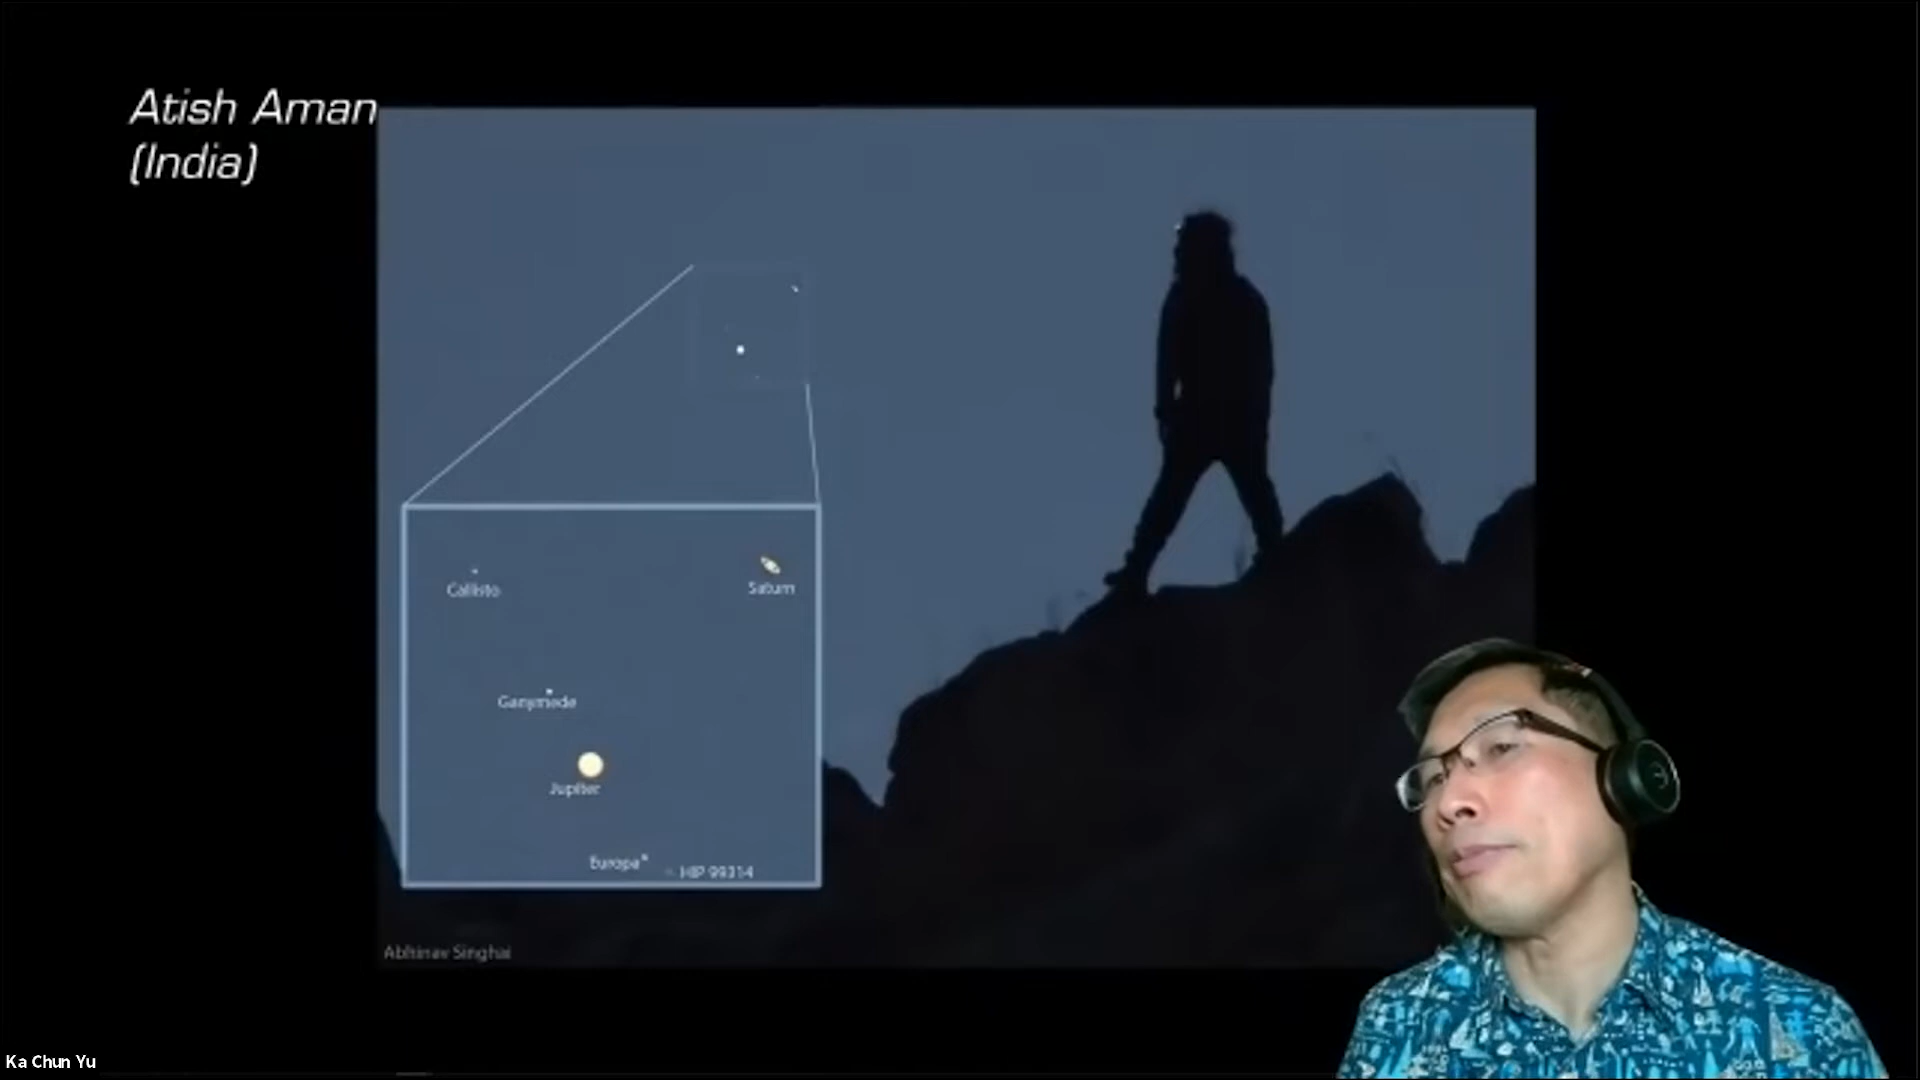 Atish Aman
(India)
Callisto
Saturn
Ganymede
Jupiter
Europa
HIP 99314
Abhinav Singhai
Ka Chun Yu